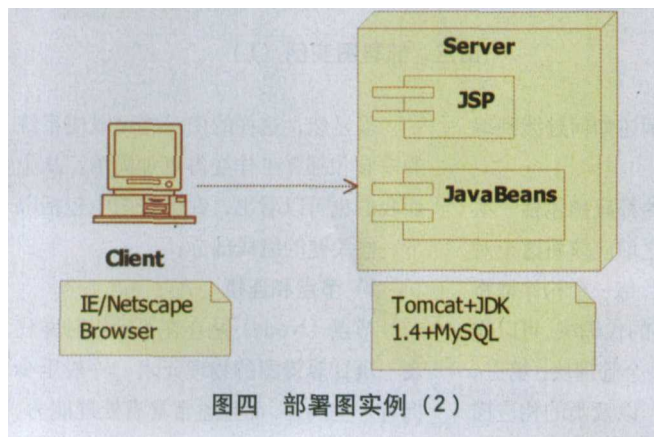 Server
JSP
JavaBeans
Client
IE/Netscape
Browser
Tomcat+JDK
1.4+MySQL
图四 部署图实例（2）